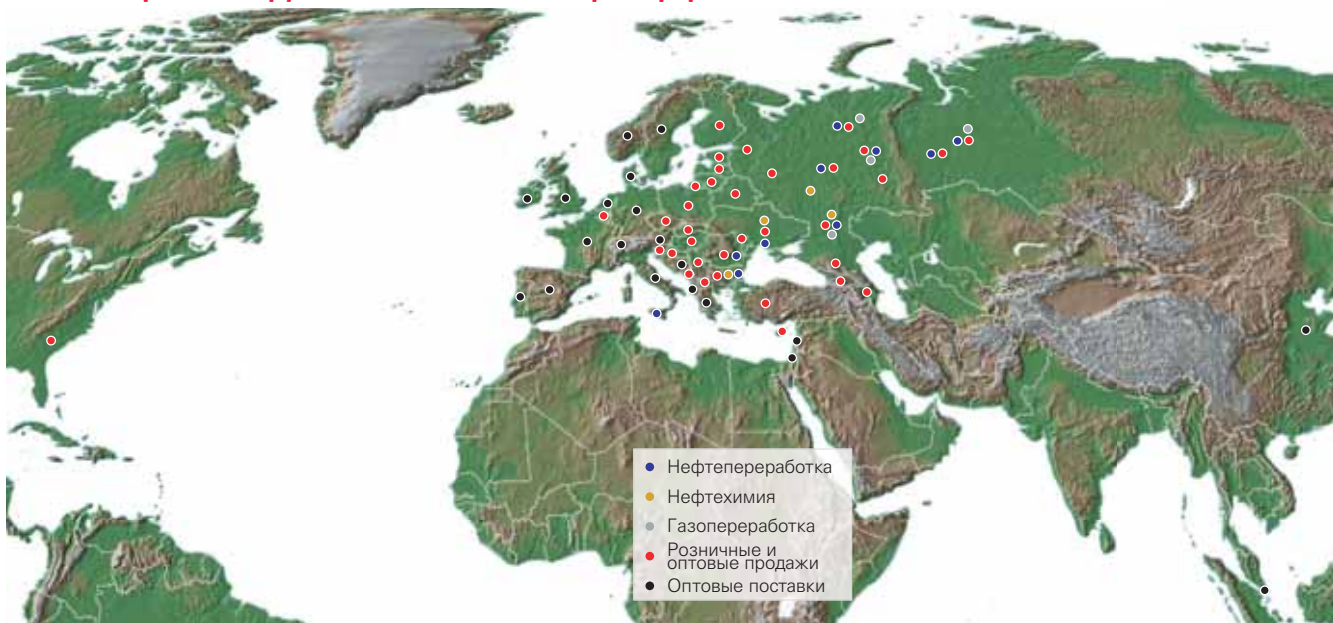 Нефтепереработка
Нефтехимия
Газопереработка
Розничные и
оптовые продажи
Оптовые поставки